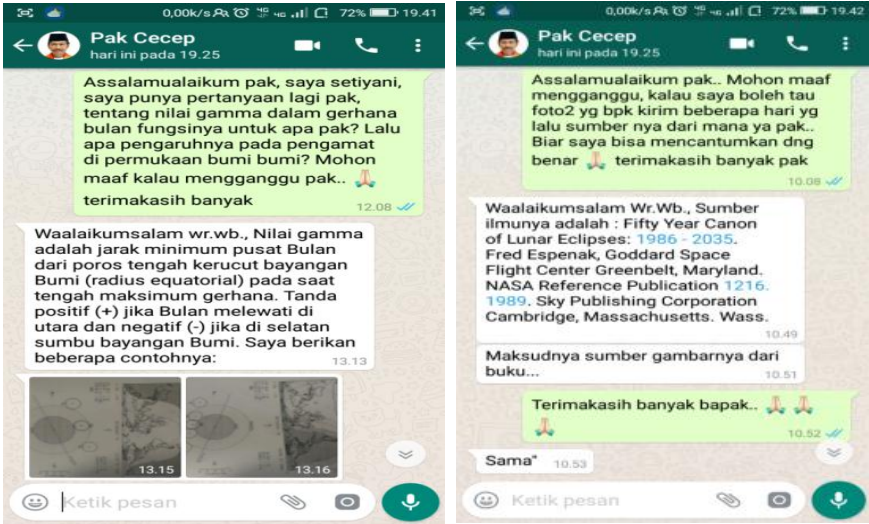 0,00k/s 72% 19.41
Pak Cecep
hari ini pada 19.25
Assalamualaikum pak, saya setiyani,
saya punya pertanyaan lagi pak,
tentang nilai gamma dalam gerhana
bulan fungsinya untuk apa pak? Lalu
apa pengaruhnya pada pengamat
di permukaan bumi bumi? Mohon
maaf kalau mengganggu pak.. 🙏🏻
terimakasih banyak
12.08
Waalaikumsalam wr.wb., Nilai gamma
adalah jarak minimum pusat Bulan
dari poros tengah kerucut bayangan
Bumi (radius equatorial) pada saat
tengah maksimum gerhana. Tanda
positif (+) jika Bulan melewati di
utara dan negatif (-) jika di selatan
sumbu bayangan Bumi. Saya berikan
beberapa contohnya:
13.13
13.15
13.16
Ketik pesan
0,00k/s 72% 19.42
Pak Cecep
hari ini pada 19.25
Assalamualaikum pak.. Mohon maaf
mengganggu, kalau saya boleh tau
foto2 yg bpk kirim beberapa hari yg
lalu sumber nya dari mana ya pak..
Biar saya bisa mencantumkan dng
benar 🙏🏻 terimakasih banyak pak
10.08
Waalaikumsalam Wr.Wb., Sumber
ilmunya adalah : Fifty Year Canon
of Lunar Eclipses: 1986 - 2035.
Fred Espenak, Goddard Space
Flight Center Greenbelt, Maryland.
NASA Reference Publication 1216.
1989. Sky Publishing Corporation
Cambridge, Massachusetts. Wass.
10.49
Maksudnya sumber gambarnya dari
buku...
10.51
Terimakasih banyak bapak.. 🙏🏻 🙏🏻
🙏🏻
10.52
Sama"
10.53
Ketik pesan